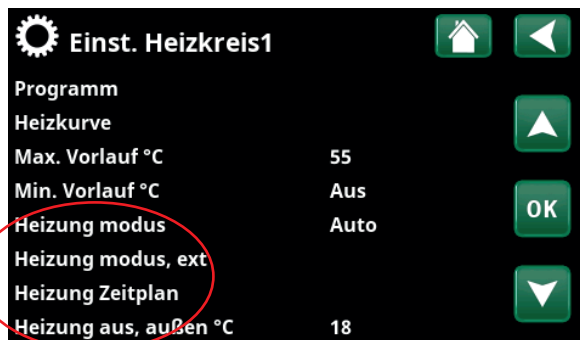 Einst. Heizkreis1
Programm
Heizkurve
Max. Vorlauf °C 55
Min. Vorlauf °C Aus
Heizung modus Auto
OK
Heizung modus, ext
Heizung Zeitplan
Heizung aus, außen °C 18